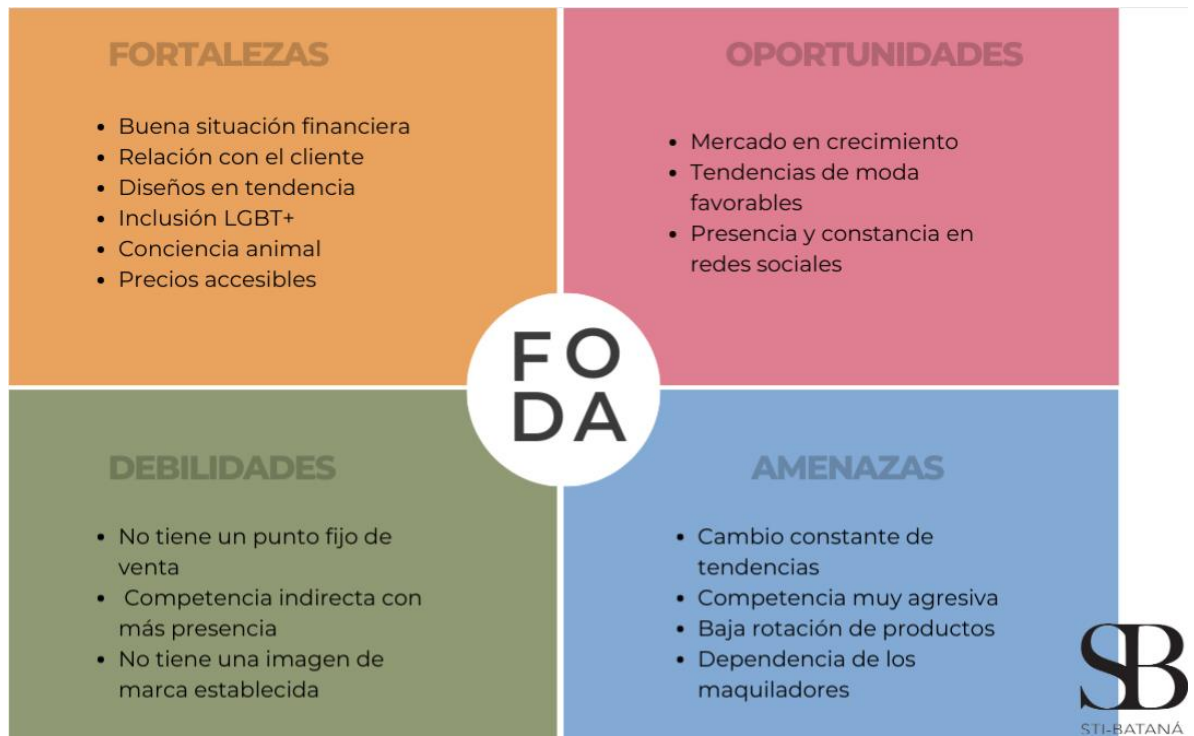 FORTALEZAS
• Buena situación financiera
• Relación con el cliente
• Diseños en tendencia
• Inclusión LGBT+
• Conciencia animal
• Precios accesibles
OPORTUNIDADES
• Mercado en crecimiento
• Tendencias de moda
favorables
• Presencia y constancia en
redes sociales
FO
DA
DEBILIDADES
• No tiene un punto fijo de
venta
• Competencia indirecta con
más presencia
• No tiene una imagen de
marca establecida
AMENAZAS
• Cambio constante de
tendencias
• Competencia muy agresiva
• Baja rotación de productos
• Dependencia de los
maquiladores
SB
STI-BATANÁ